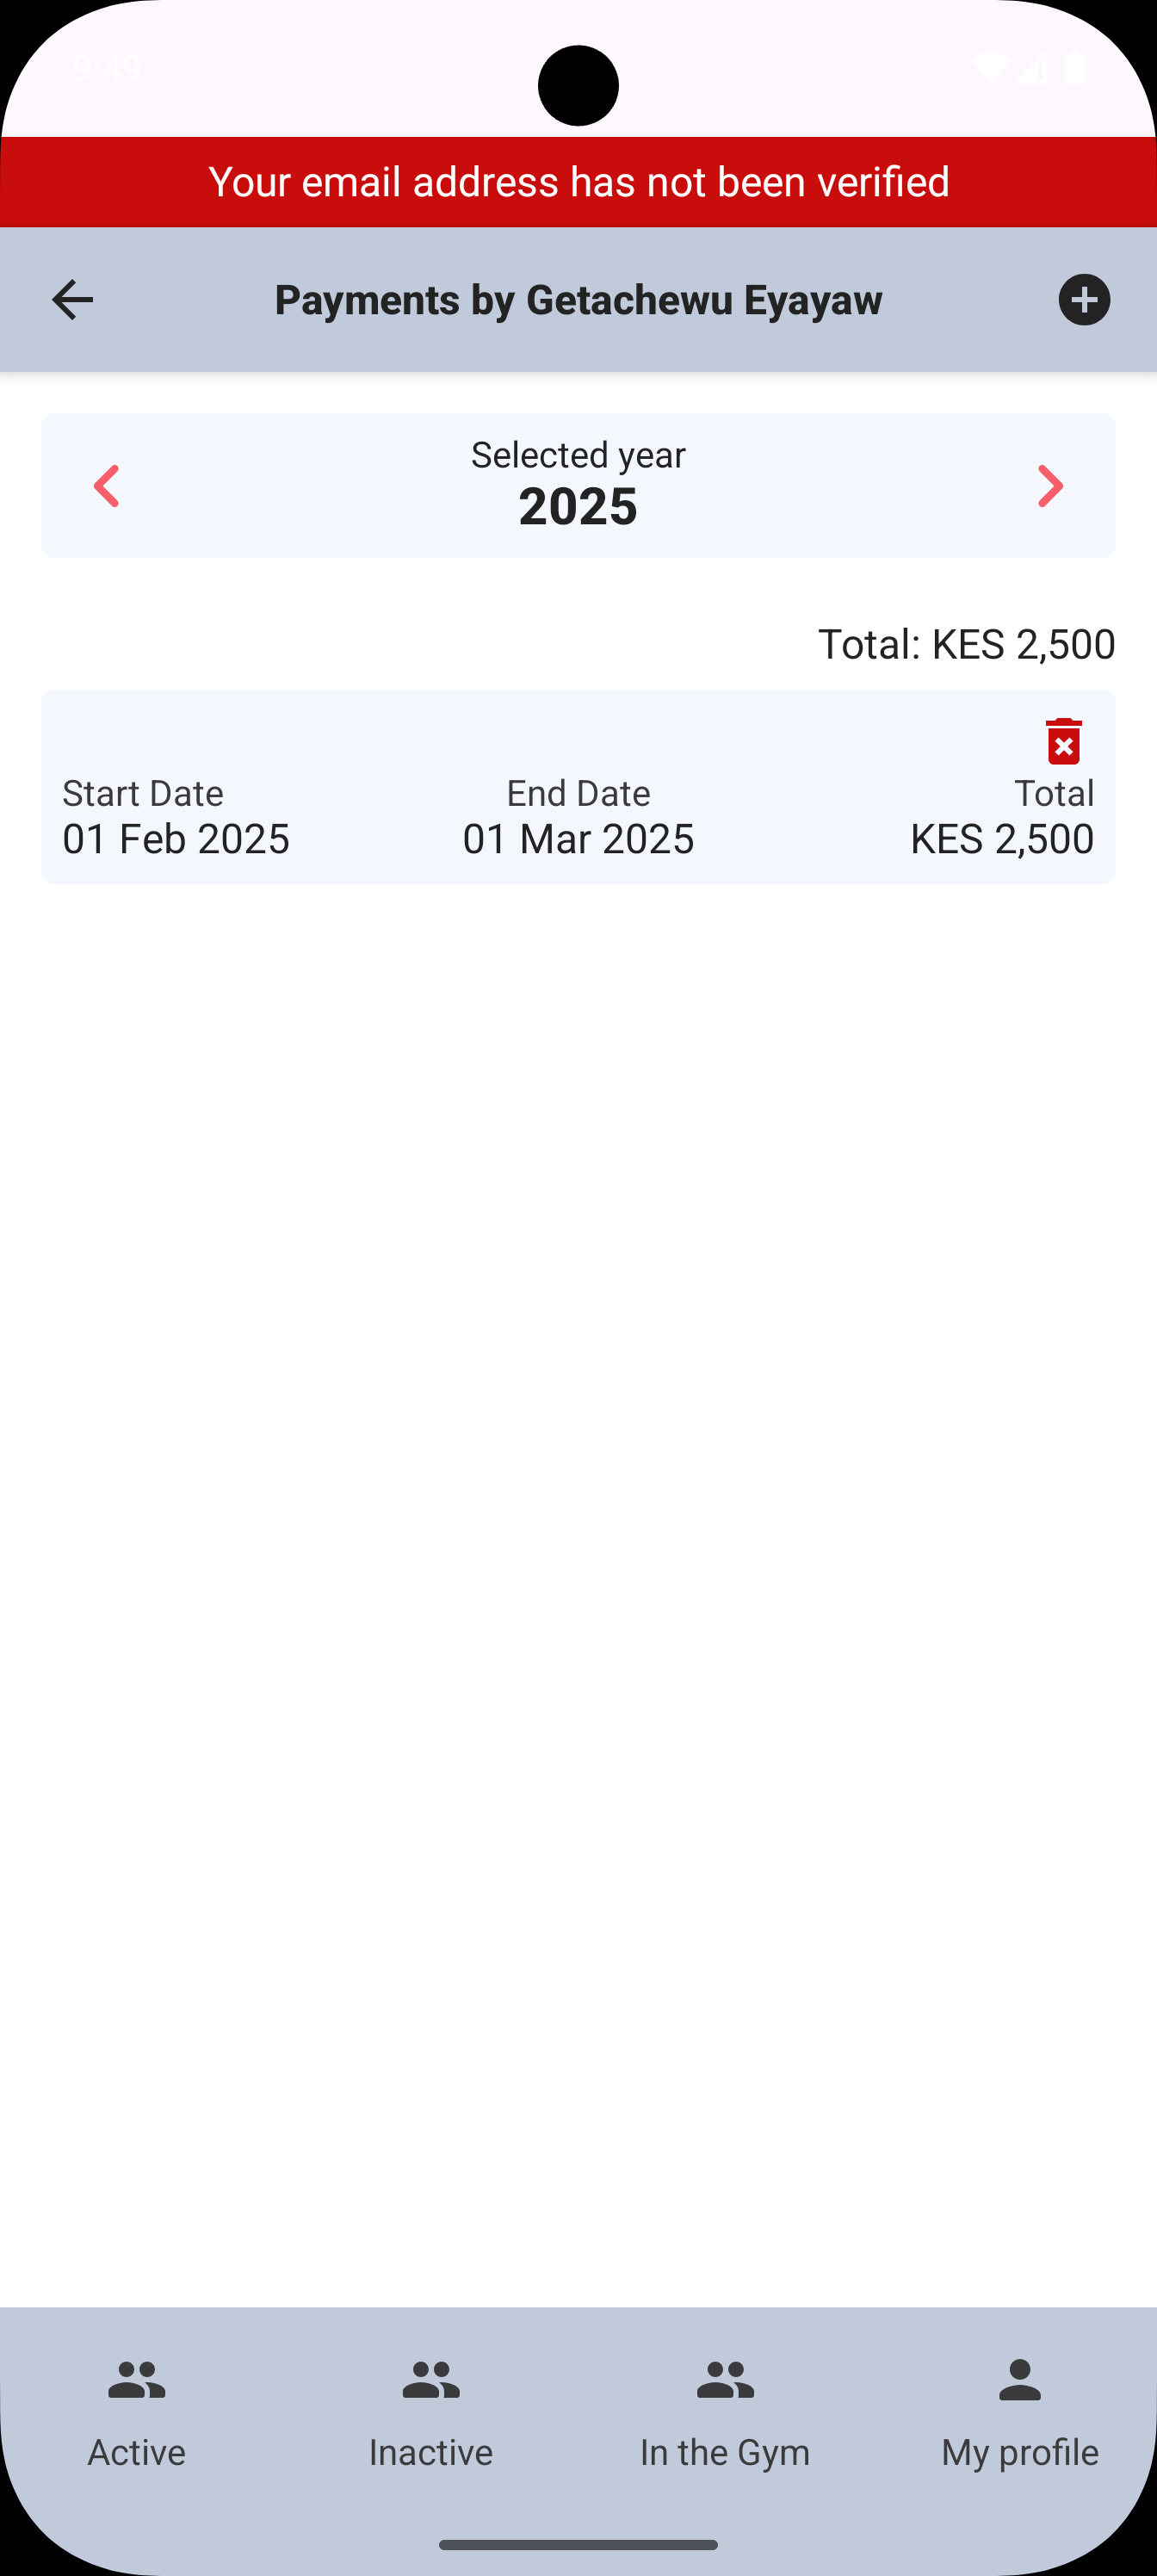 9:49
Your email address has not been verified
Payments by Getachewu Eyayaw
Selected year
2025
Total: KES 2,500
Start Date End Date Total
01 Feb 2025 01 Mar 2025 KES 2,500
Active Inactive In the Gym My profile